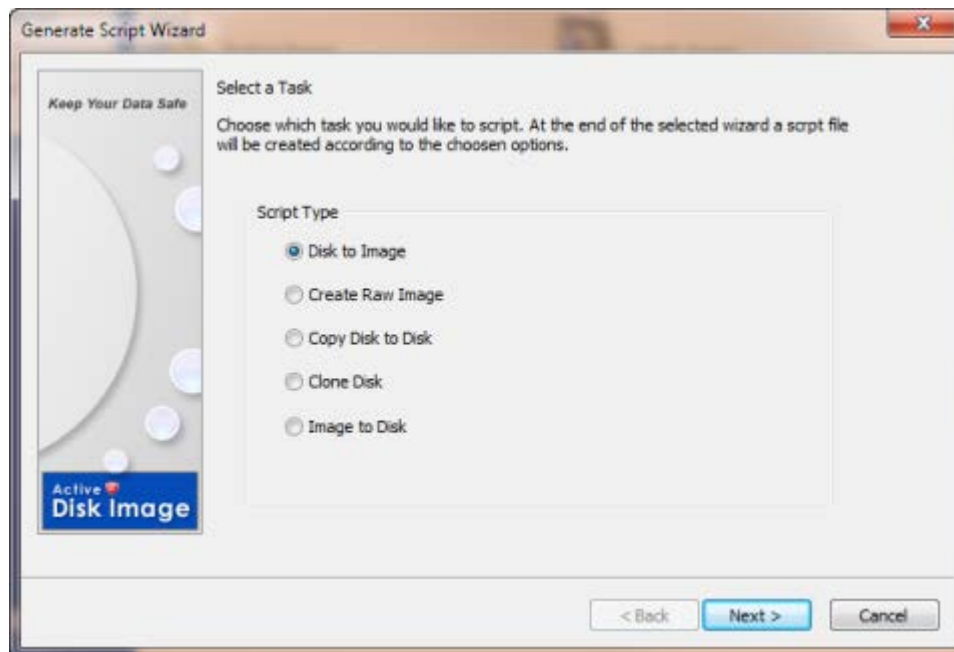 Generate Script Wizard
Keep Your Data Safe
Select a Task
Choose which task you would like to script. At the end of the selected wizard a scrpt file
will be created according to the choosen options.
Script Type
Disk to Image
Create Raw Image
Copy Disk to Disk
Clone Disk
Image to Disk
Active
Disk Image
< Back
Next >
Cancel